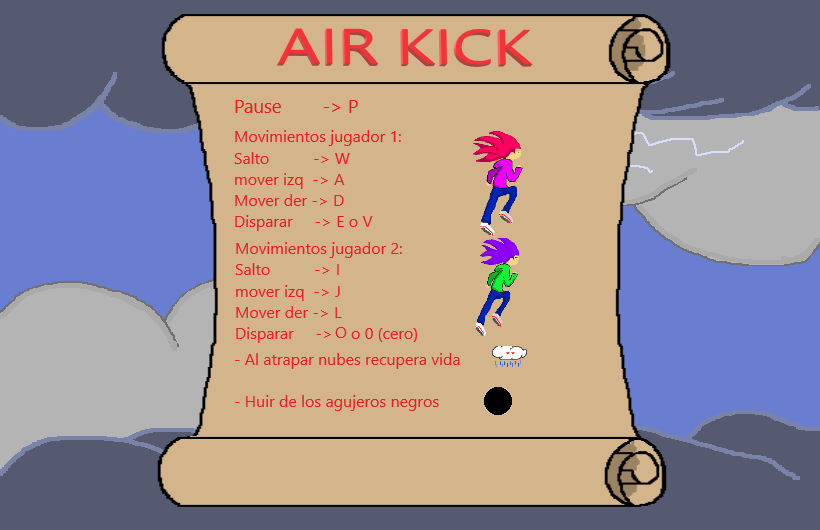 AIR KICK
Pause -> P
Movimientos jugador 1:
Salto -> W
mover izq -> A
Mover der -> D
Disparar -> E o V
Movimientos jugador 2:
Salto -> I
mover izq -> J
Mover der -> L
Disparar -> O o 0 (cero)
- Al atrapar nubes recupera vida
- Huir de los agujeros negros